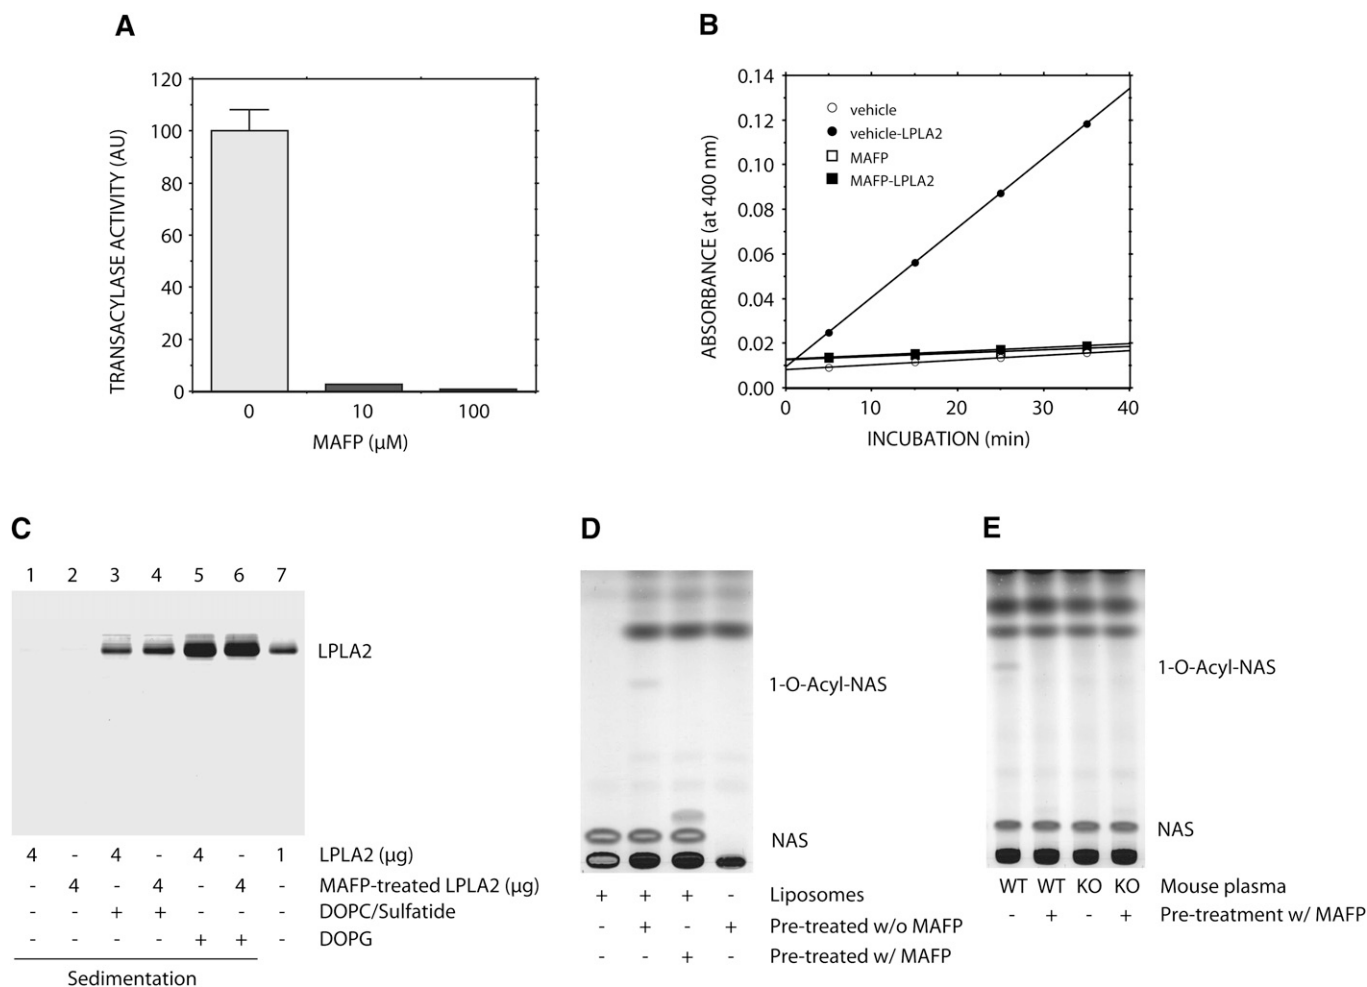 A
TRANSACYLASE ACTIVITY (AU)
120
100
80
60
40
20
0
0 10 100
MAFP (µM)
B
ABSORBANCE (at 400 nm)
0.14
0.12
0.10
0.08
0.06
0.04
0.02
0.00
vehicle
vehicle-LPLA2
MAFP
MAFP-LPLA2
0 10 20 30 40
INCUBATION (min)
C
1 2 3 4 5 6 7
LPLA2
4 - 4 - 4 - 1 LPLA2 (µg)
- 4 - 4 - 4 - MAFP-treated LPLA2 (µg)
- - + + - - - DOPC/Sulfatide
- - - - + + - DOPG
Sedimentation
D
1-O-Acyl-NAS
NAS
+ + + - Liposomes
- + - + Pre-treated w/o MAFP
- - + - Pre-treated w/ MAFP
E
1-O-Acyl-NAS
NAS
WT WT KO KO Mouse plasma
- + - + Pre-treatment w/ MAFP